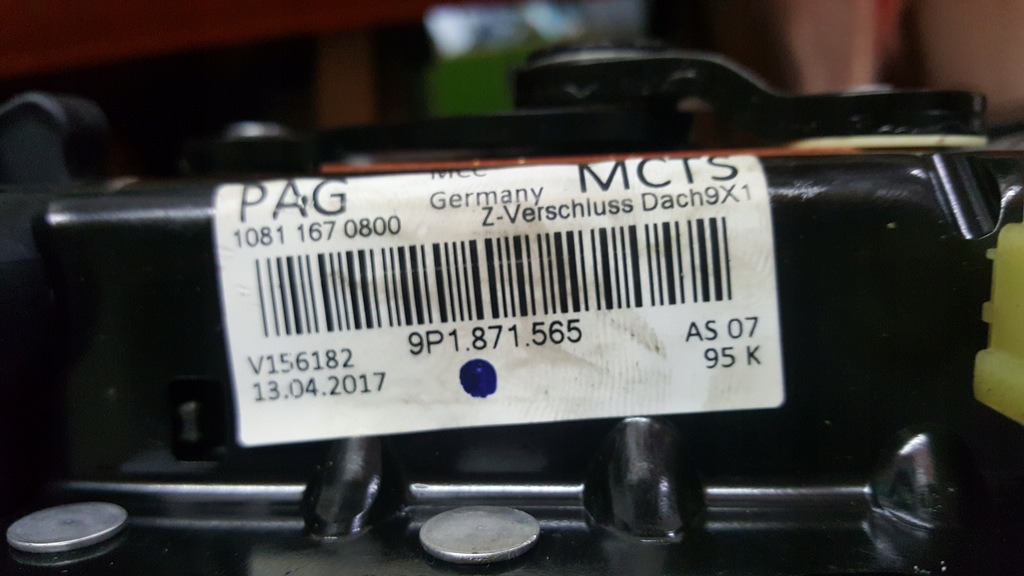 PAG
Germany
MCTS
1081 167 0800
Z-Verschluss Dach9X1
9P1.871.565
V156182
13.04.2017
AS 07
95 K